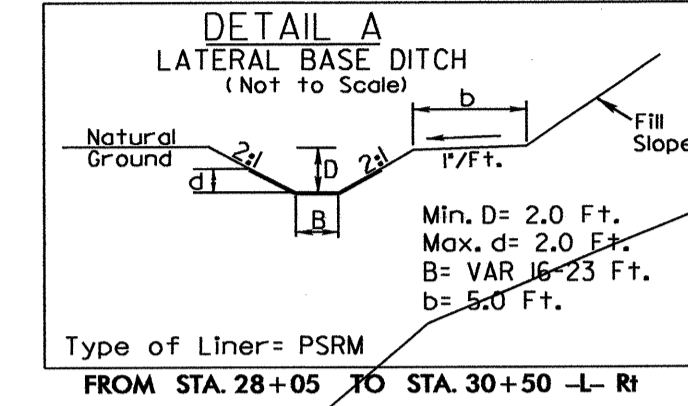 DETAIL A
LATERAL BASE DITCH
(Not to Scale)
b
Natural
Ground
2:1
D
2:1
1"/Ft.
Fill
Slope
d
B
Min. D= 2.0 Ft.
Max. d= 2.0 Ft.
B= VAR 16-23 Ft.
b= 5.0 Ft.
Type of Liner= PSRM
FROM STA. 28+05 TO STA. 30+50 -L- Rt